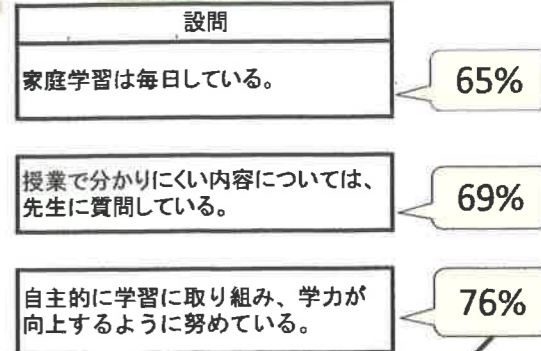 設問
家庭学習は毎日している。
65%
授業で分かりにくい内容については、
先生に質問している。
69%
自主的に学習に取り組み、学力が
向上するように努めている。
76%